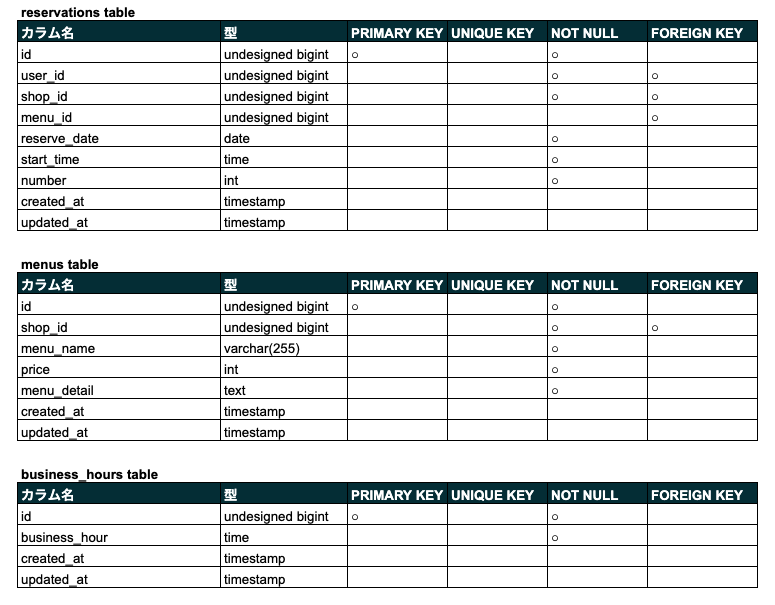 reservations table
カラム名 型 PRIMARY KEY UNIQUE KEY NOT NULL FOREIGN KEY
id undesigned bigint ○ ○
user_id undesigned bigint ○ ○
shop_id undesigned bigint ○ ○
menu_id undesigned bigint ○
reserve_date date ○
start_time time ○
number int ○
created_at timestamp
updated_at timestamp
menus table
カラム名 型 PRIMARY KEY UNIQUE KEY NOT NULL FOREIGN KEY
id undesigned bigint ○ ○
shop_id undesigned bigint ○ ○
menu_name varchar(255) ○
price int ○
menu_detail text ○
created_at timestamp
updated_at timestamp
business_hours table
カラム名 型 PRIMARY KEY UNIQUE KEY NOT NULL FOREIGN KEY
id undesigned bigint ○ ○
business_hour time ○
created_at timestamp
updated_at timestamp